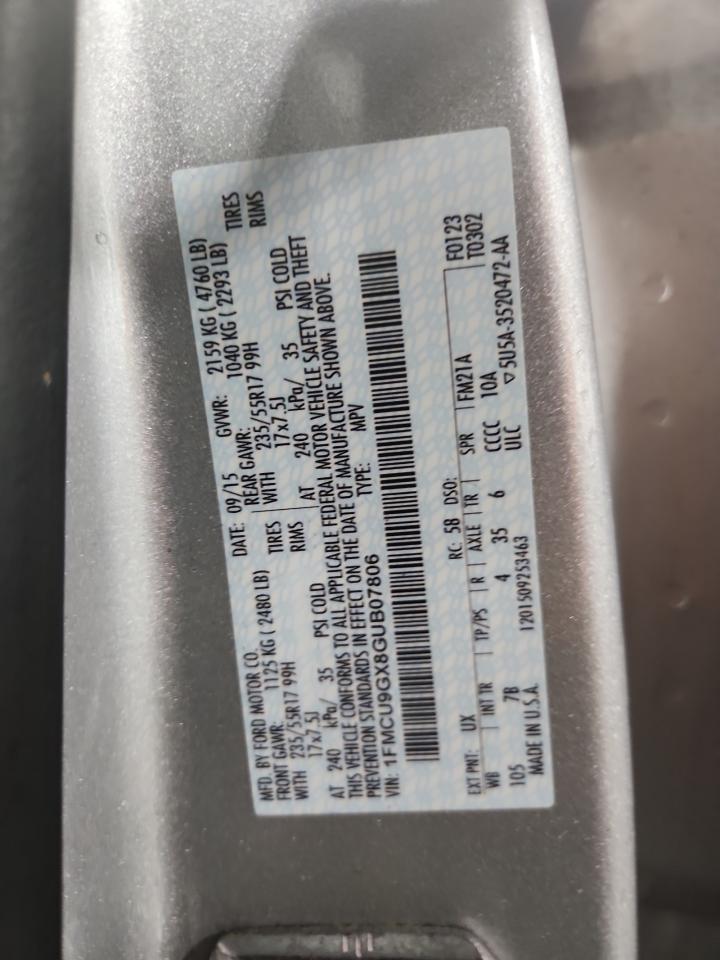 MFD. BY FORD MOTOR CO.
DATE: 09/15 GVWR: 2159 KG ( 4760 LB)
FRONT GAWR: 1125 KG ( 2480 LB) REAR GAWR: 1040 KG ( 2293 LB)
WITH 235/55R17 99H TIRES WITH 235/55R17 99H TIRES
17x7.5J RIMS 17x7.5J RIMS
AT 240 kPa/ 35 PSI COLD AT 240 kPa/ 35 PSI COLD
THIS VEHICLE CONFORMS TO ALL APPLICABLE FEDERAL MOTOR VEHICLE SAFETY AND THEFT
PREVENTION STANDARDS IN EFFECT ON THE DATE OF MANUFACTURE SHOWN ABOVE.
VIN: 1FMCU9GX8GUB07806 TYPE: MPV
F0123
T0302
EXT PNT: UX RC: 58 DSO: FM21A
WB INT TR TP/PS R AXLE TR SPR
105 7B 4 35 6 CCCC 10A
ULC
MADE IN U.S.A. 1201509253463 ▽5U5A-3520472-AA